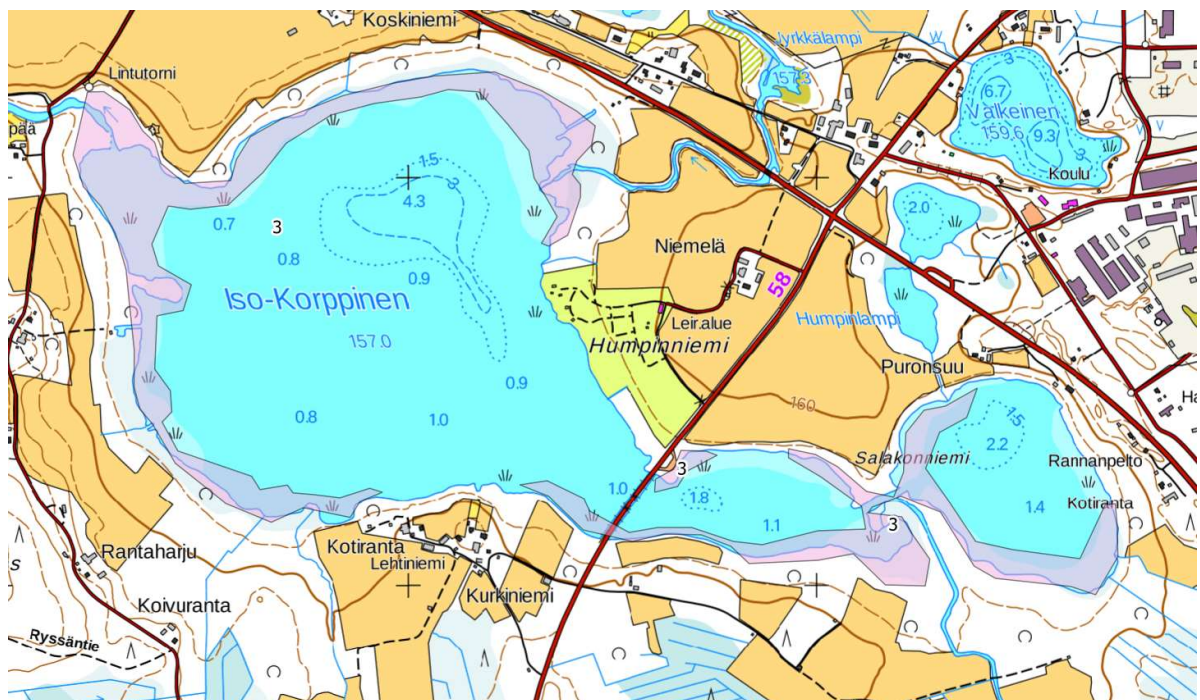 Koskiniemi
Jyrkkälampi
Lintutorni
157.3
3
6.7
Valkeinen
159.6
9.3
3
pää
1.5
3
Koulu
4.3
0.7
3
2.0
0.8
Niemelä
0.9
58
Iso-Korppinen
Leir.alue
Humpinlampi
157.0
Humpinniemi
Puronsuu
0.9
160
0.8
1.0
1.5
2.2
Salakonniemi
Rannanpelto
3
1.0
1.8
Kotiranta
1.4
1.1
3
Kotiranta
Rantaharju
Lehtiniemi
Kurkiniemi
Koivuranta
Ryssäntie